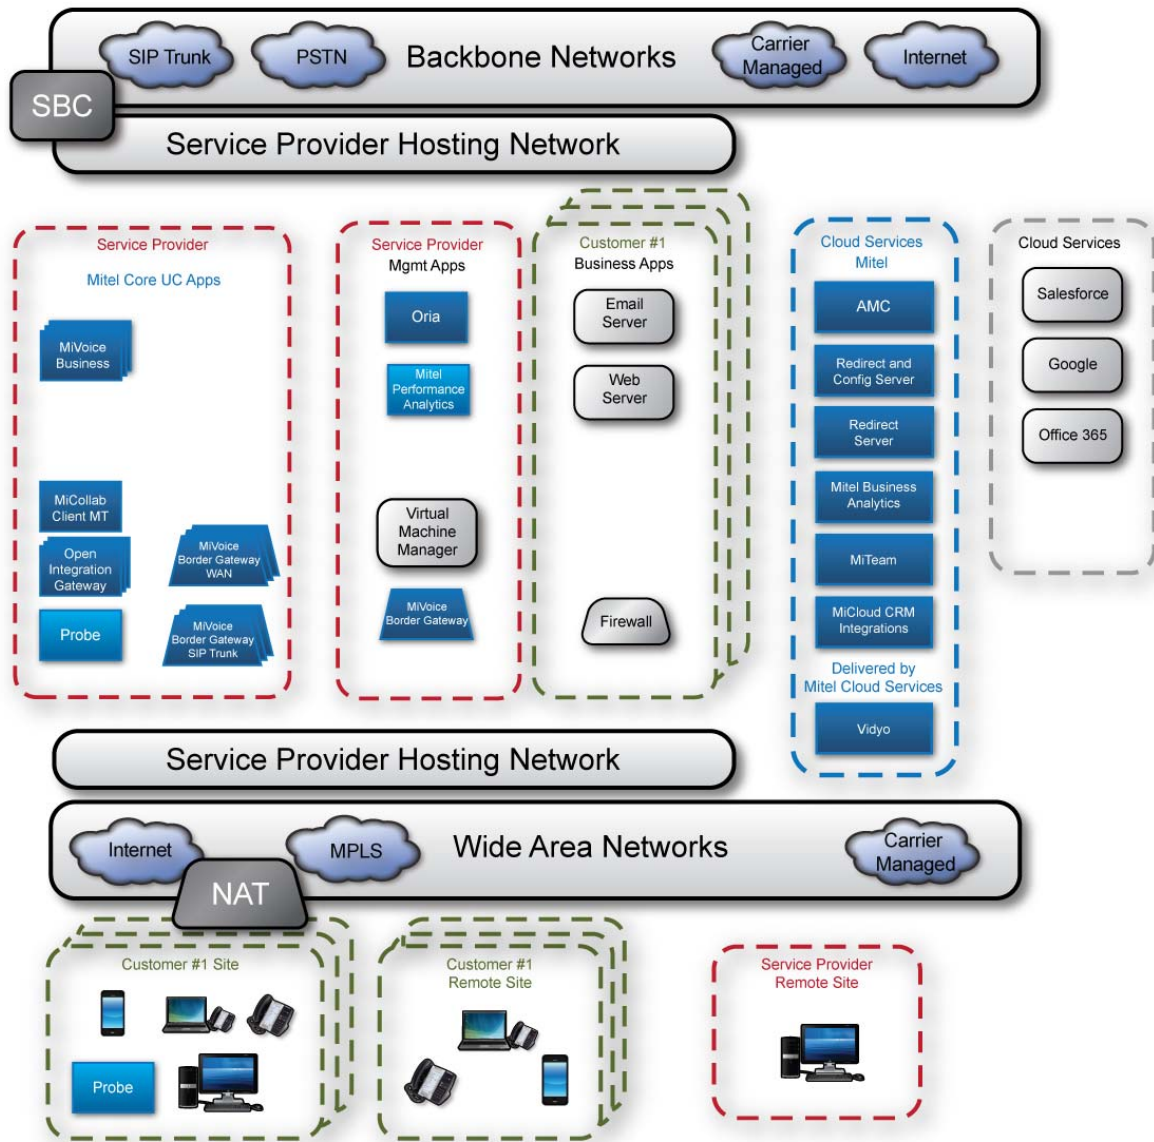 SIP Trunk
PSTN
Backbone Networks
Carrier
Managed
Internet
SBC
Service Provider Hosting Network
Service Provider
Mitel Core UC Apps
MiVoice
Business
MiCollab
Client MT
Open
Integration
Gateway
MiVoice
Border Gateway
WAN
Probe
MiVoice
Border Gateway
SIP Trunk
Service Provider
Mgmt Apps
Oria
Mitel
Performance
Analytics
Virtual
Machine
Manager
MiVoice
Border Gateway
Customer #1
Business Apps
Email
Server
Web
Server
Firewall
Cloud Services
Mitel
AMC
Redirect and
Config Server
Redirect
Server
Mitel Business
Analytics
MiTeam
MiCloud CRM
Integrations
Delivered by
Mitel Cloud Services
Vidyo
Cloud Services
Salesforce
Google
Office 365
Service Provider Hosting Network
Internet
MPLS
Wide Area Networks
Carrier
Managed
NAT
Customer #1 Site
Probe
Customer #1
Remote Site
Service Provider
Remote Site